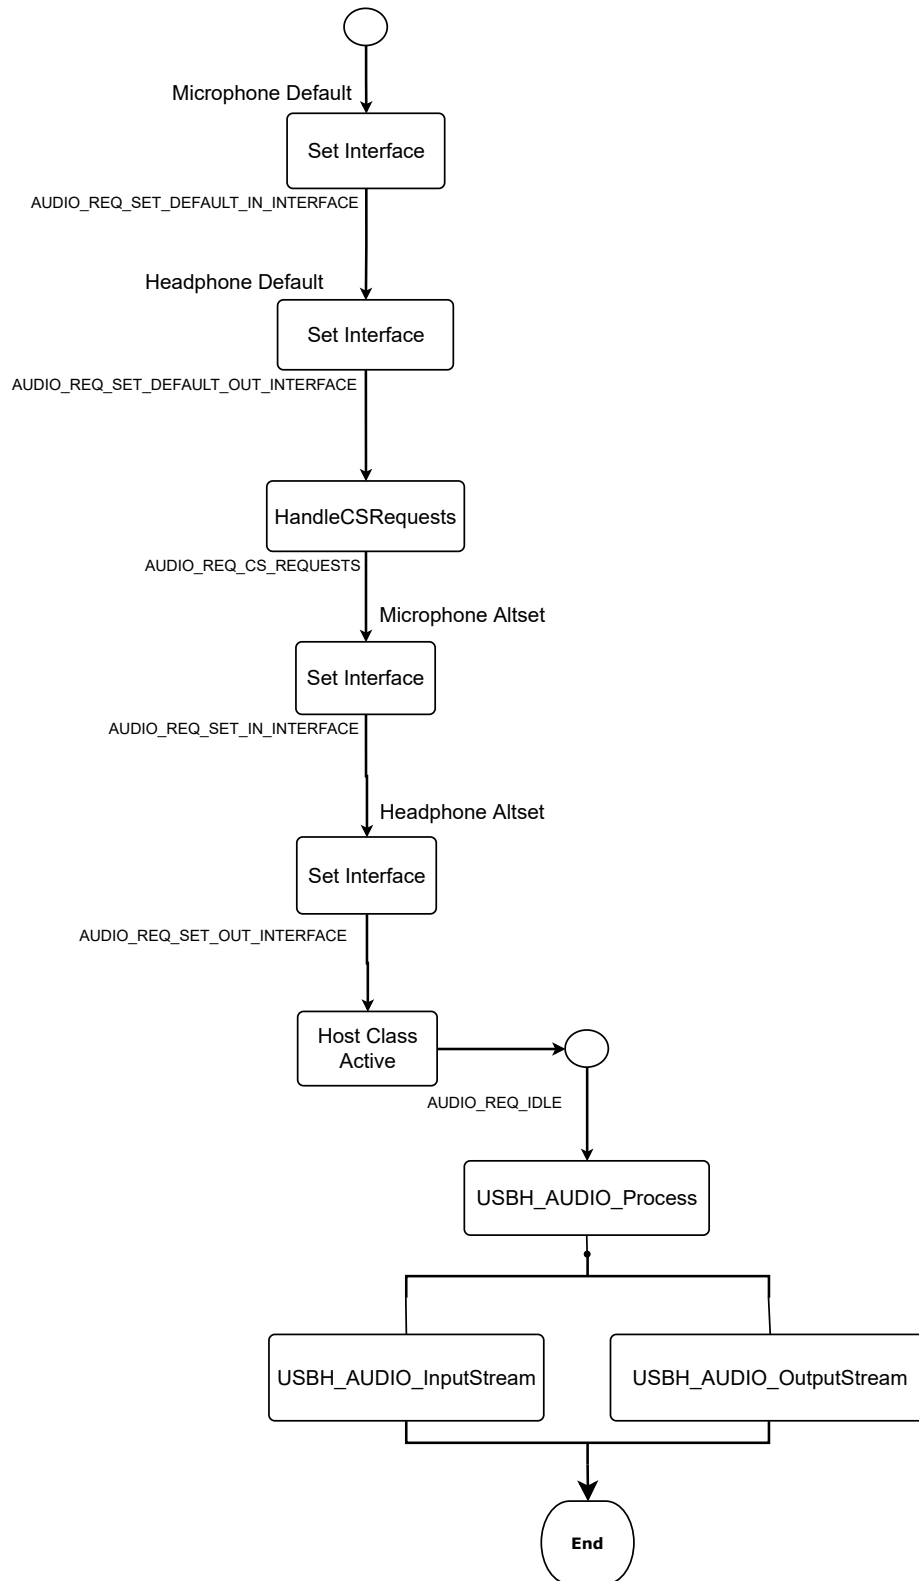 Microphone Default
Set Interface
AUDIO_REQ_SET_DEFAULT_IN_INTERFACE
Headphone Default
Set Interface
AUDIO_REQ_SET_DEFAULT_OUT_INTERFACE
HandleCSRequests
AUDIO_REQ_CS_REQUESTS
Microphone Altset
Set Interface
AUDIO_REQ_SET_IN_INTERFACE
Headphone Altset
Set Interface
AUDIO_REQ_SET_OUT_INTERFACE
Host Class
Active
AUDIO_REQ_IDLE
USBH_AUDIO_Process
USBH_AUDIO_InputStream
USBH_AUDIO_OutputStream
End